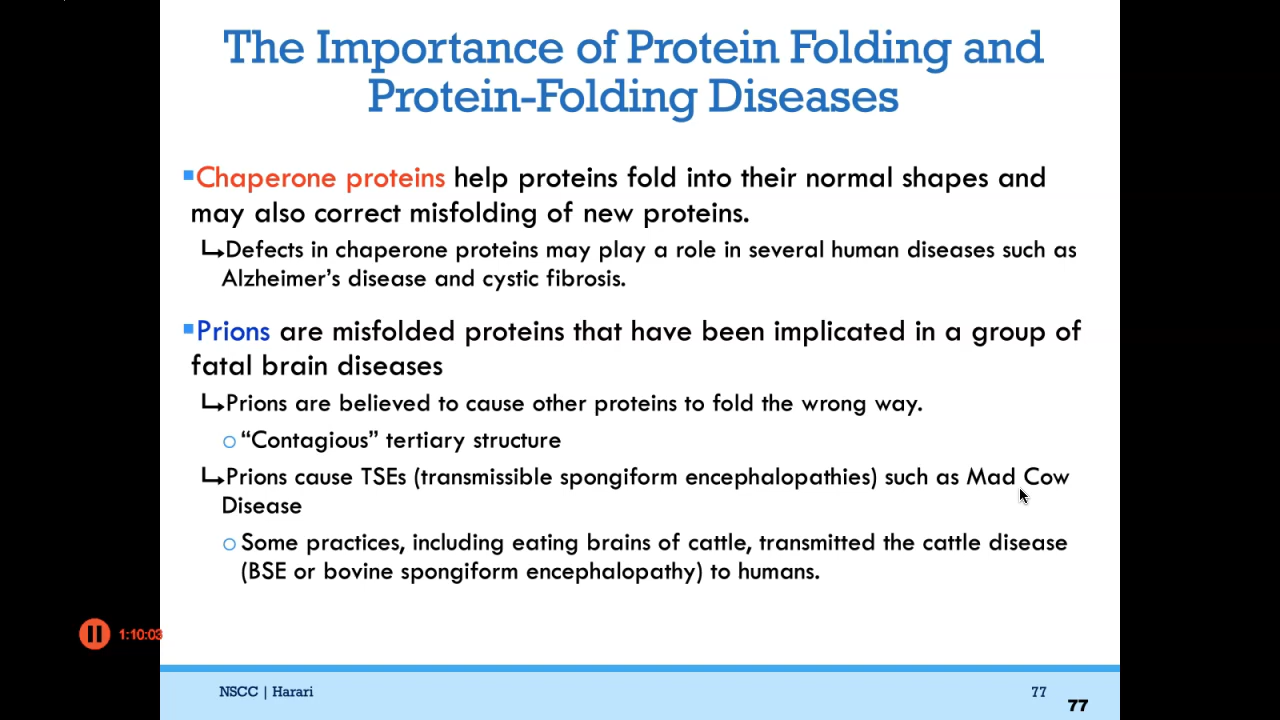 The Importance of Protein Folding and
Protein-Folding Diseases
Chaperone proteins help proteins fold into their normal shapes and
may also correct misfolding of new proteins.
Defects in chaperone proteins may play a role in several human diseases such as
Alzheimer's disease and cystic fibrosis.
Prions are misfolded proteins that have been implicated in a group of
fatal brain diseases
Prions are believed to cause other proteins to fold the wrong way.
“Contagious” tertiary structure
Prions cause TSEs (transmissible spongiform encephalopathies) such as Mad Cow
Disease
Some practices, including eating brains of cattle, transmitted the cattle disease
(BSE or bovine spongiform encephalopathy) to humans.
1:10:03
NSCC | Harari
77
77